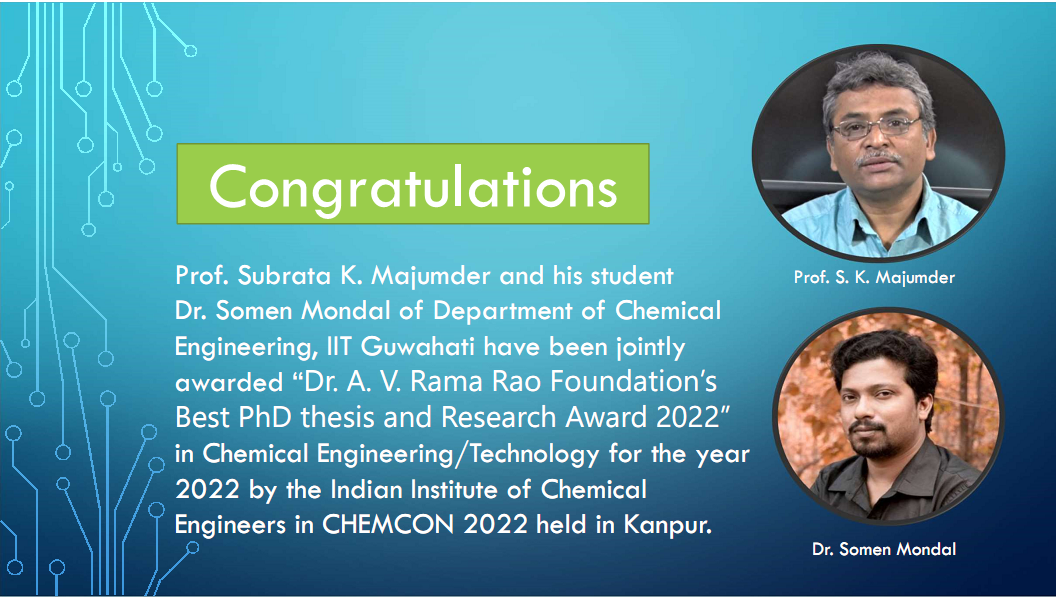 Congratulations
Prof. Subrata K. Majumder and his student
Dr. Somen Mondal of Department of Chemical
Engineering, IIT Guwahati have been jointly
awarded “Dr. A. V. Rama Rao Foundation’s
Best PhD thesis and Research Award 2022”
in Chemical Engineering/Technology for the year
2022 by the Indian Institute of Chemical
Engineers in CHEMCON 2022 held in Kanpur.
Prof. S. K. Majumder
Dr. Somen Mondal